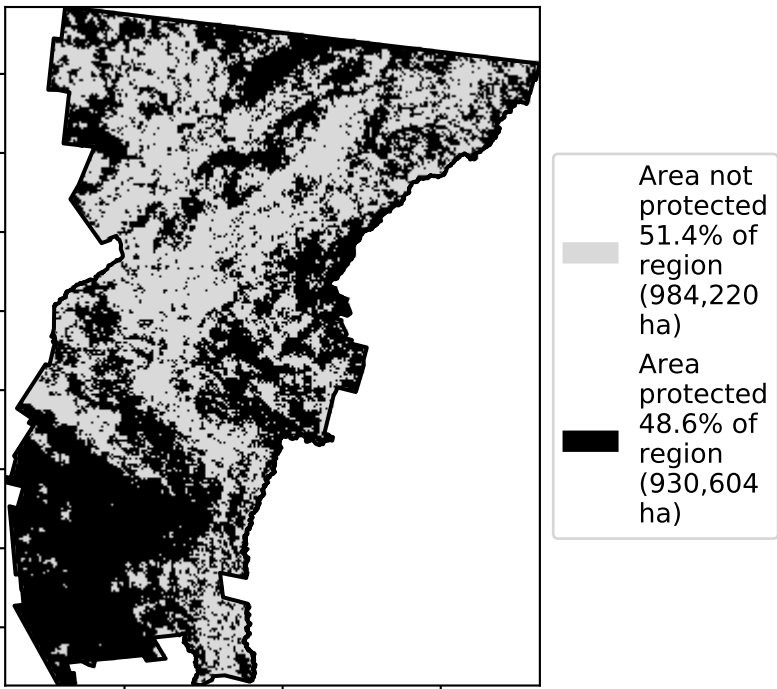 Area not
protected
51.4% of
region
(984,220
ha)
Area
protected
48.6% of
region
(930,604
ha)